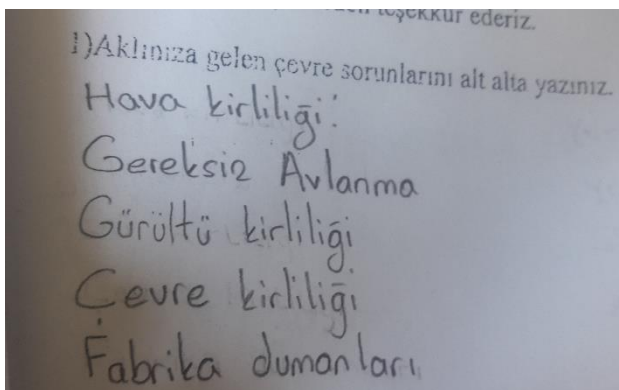 teşekkür ederiz.
1)Aklınıza gelen çevre sorunlarını alt alta yazınız.
Hava kirliliği.
Gereksiz Avlanma
Gürültü kirliliği
Çevre kirliliği
Fabrika dumanları